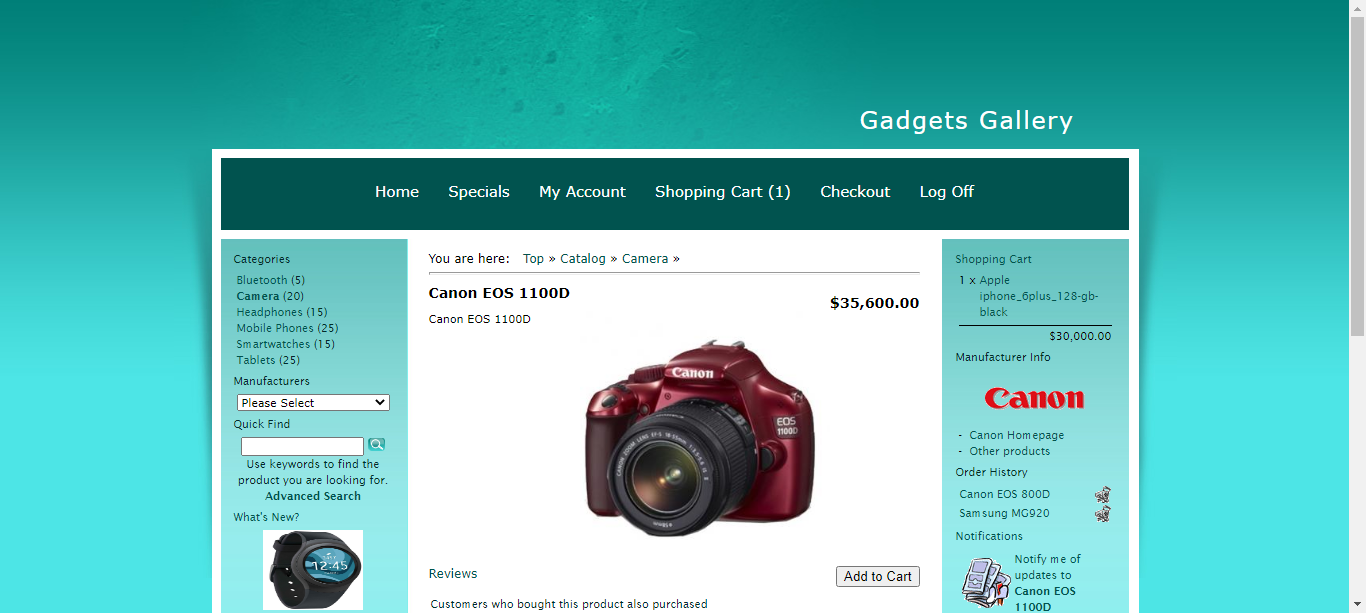 Gadgets Gallery
Home Specials My Account Shopping Cart (1) Checkout Log Off
Categories
Bluetooth (5)
Camera (20)
Headphones (15)
Mobile Phones (25)
Smartwatches (15)
Tablets (25)
Manufacturers
Please Select
Quick Find
Use keywords to find the
product you are looking for.
Advanced Search
What's New?
12:45
You are here: Top » Catalog » Camera »
Canon EOS 1100D
$35,600.00
Canon EOS 1100D
Canon
EOS
1100D
Reviews
Add to Cart
Customers who bought this product also purchased
Shopping Cart
1 x Apple
iphone_6plus_128-gb-
black
$30,000.00
Manufacturer Info
Canon
- Canon Homepage
- Other products
Order History
Canon EOS 800D
Samsung MG920
Notifications
Notify me of
updates to
Canon EOS
1100D